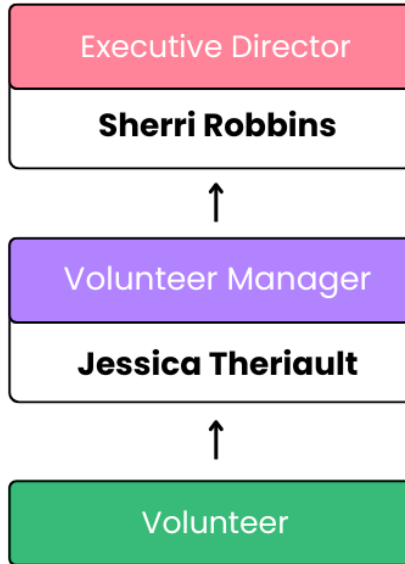 Executive Director
Sherri Robbins
Volunteer Manager
Jessica Theriault
Volunteer